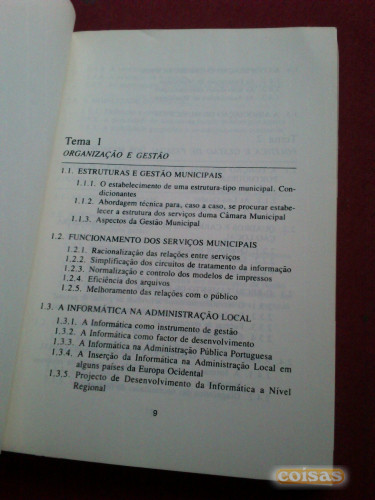 Tema 1
ORGANIZAÇÃO E GESTÃO
1.1. ESTRUTURAS E GESTÃO MUNICIPAIS
1.1.1. O estabelecimento de uma estrutura-tipo municipal. Condicionantes
1.1.2. Abordagem técnica para, caso a caso, se procurar estabelecer a estrutura dos serviços duma Câmara Municipal
1.1.3. Aspectos da Gestão Municipal
1.2. FUNCIONAMENTO DOS SERVIÇOS MUNICIPAIS
1.2.1. Racionalização das relações entre serviços
1.2.2. Simplificação dos circuitos de tratamento da informação
1.2.3. Normalização e controlo dos modelos de impressos
1.2.4. Eficiência dos arquivos
1.2.5. Melhoramento das relações com o público
1.3. A INFORMÁTICA NA ADMINISTRAÇÃO LOCAL
1.3.1. A Informática como instrumento de gestão
1.3.2. A Informática como factor de desenvolvimento
1.3.3. A Informática na Administração Pública Portuguesa
1.3.4. A Inserção da Informática na Administração Local em
alguns países da Europa Ocidental
1.3.5. Projecto de Desenvolvimento da Informática a Nível
Regional
9
coisas